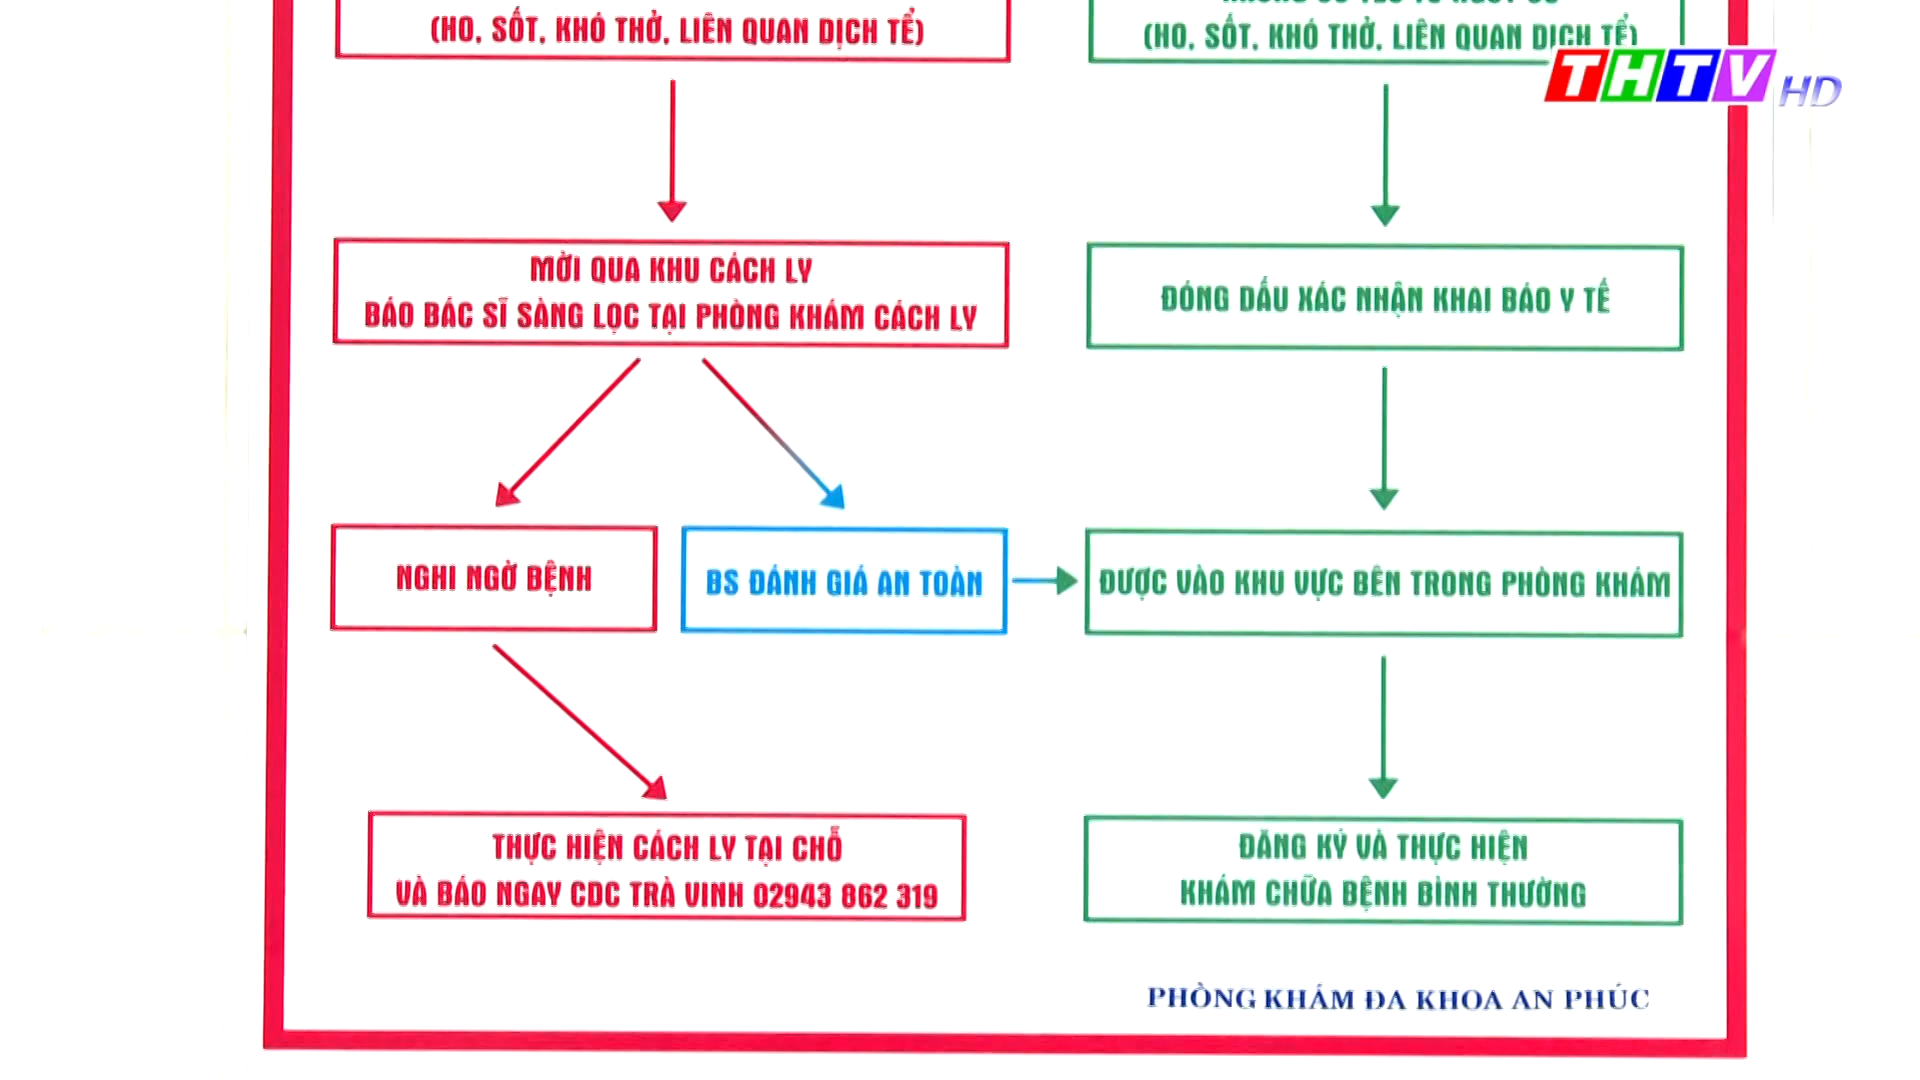 (HO, SỐT, KHÓ THỞ, LIÊN QUAN DỊCH TỂ)
(HO, SỐT, KHÓ THỞ, LIÊN QUAN DỊCH TỂ)
THTV HD
MỜI QUA KHU CÁCH LY
BÁO BÁC SĨ SÀNG LỌC TẠI PHÒNG KHÁM CÁCH LY
ĐÓNG DẤU XÁC NHẬN KHAI BÁO Y TẾ
NGHI NGỜ BỆNH
BS ĐÁNH GIÁ AN TOÀN
ĐƯỢC VÀO KHU VỰC BÊN TRONG PHÒNG KHÁM
THỰC HIỆN CÁCH LY TẠI CHỖ
VÀ BÁO NGAY CDC TRÀ VINH 02943 862 319
ĐĂNG KÝ VÀ THỰC HIỆN
KHÁM CHỮA BỆNH BÌNH THƯỜNG
PHÒNG KHÁM ĐA KHOA AN PHÚC